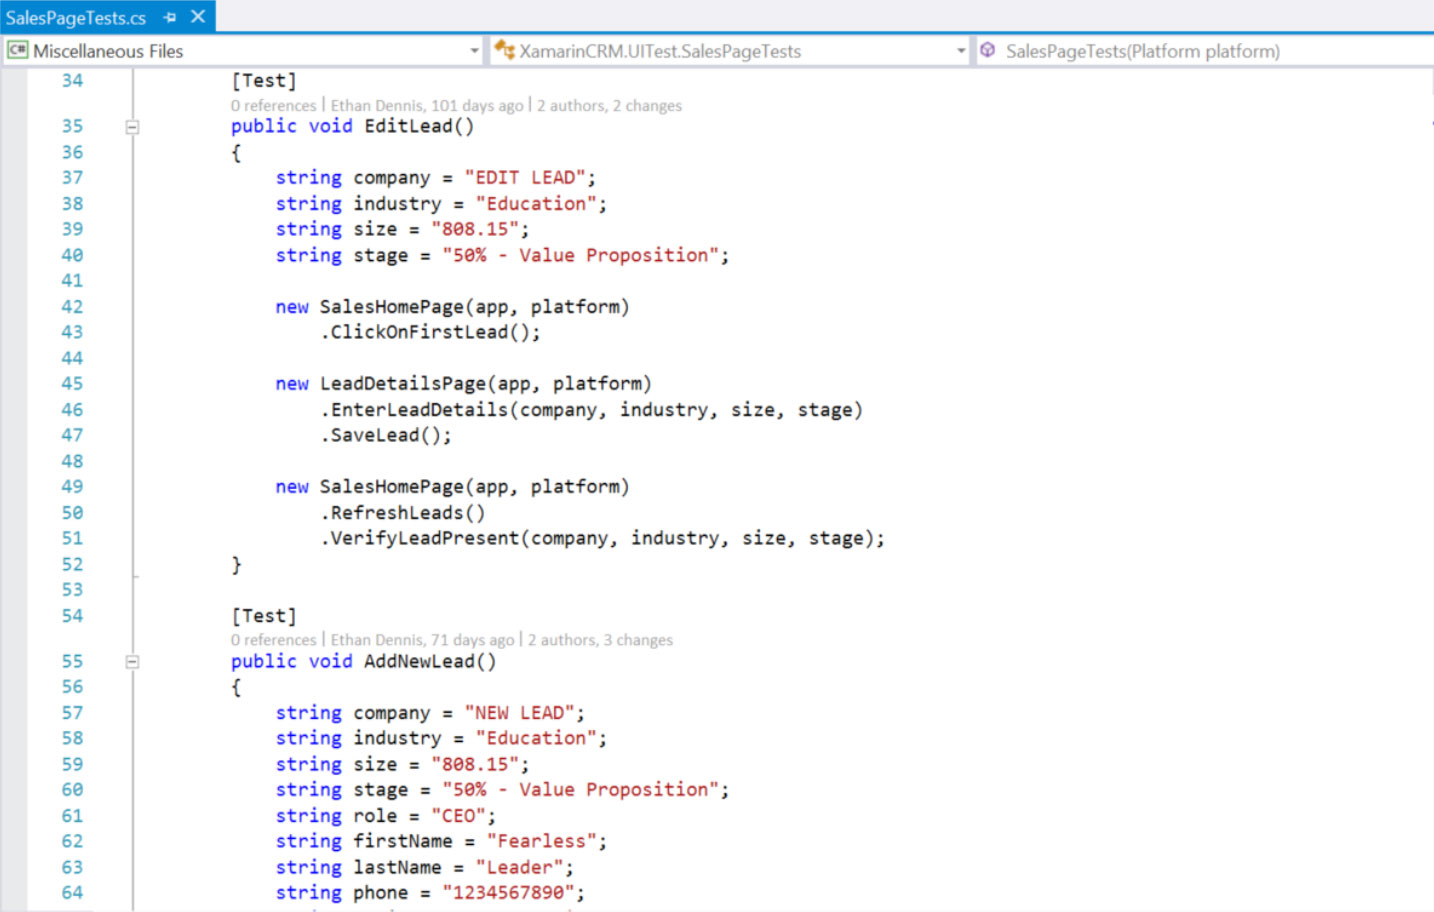 SalesPageTests.cs
C# Miscellaneous Files XamarinCRM.UITest.SalesPageTests SalesPageTests(Platform platform)
34 [Test]
0 references | Ethan Dennis, 101 days ago | 2 authors, 2 changes
35 public void EditLead()
36 {
37 string company = "EDIT LEAD";
38 string industry = "Education";
39 string size = "808.15";
40 string stage = "50% - Value Proposition";
41
42 new SalesHomePage(app, platform)
43 .ClickOnFirstLead();
44
45 new LeadDetailsPage(app, platform)
46 .EnterLeadDetails(company, industry, size, stage)
47 .SaveLead();
48
49 new SalesHomePage(app, platform)
50 .RefreshLeads()
51 .VerifyLeadPresent(company, industry, size, stage);
52 }
53
54 [Test]
0 references | Ethan Dennis, 71 days ago | 2 authors, 3 changes
55 public void AddNewLead()
56 {
57 string company = "NEW LEAD";
58 string industry = "Education";
59 string size = "808.15";
60 string stage = "50% - Value Proposition";
61 string role = "CEO";
62 string firstName = "Fearless";
63 string lastName = "Leader";
64 string phone = "1234567890";